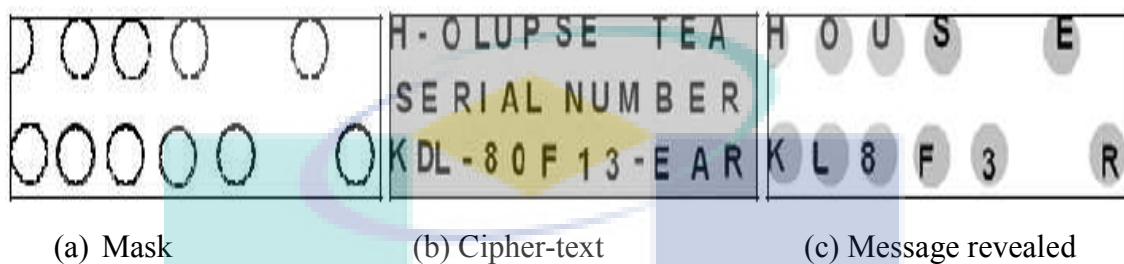 H - O L U P S E T E A
S E R I A L N U M B E R
K D L - 8 0 F 1 3 - E A R
H O U S E
K L 8 F 3 R
(a) Mask
(b) Cipher-text
(c) Message revealed